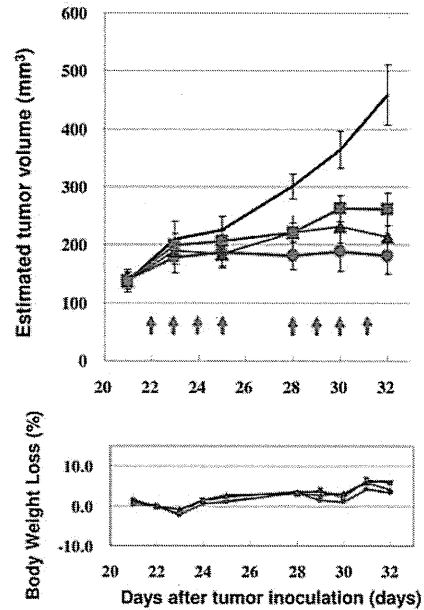 Estimated tumor volume (mm³)
600
500
400
300
200
100
0
20 22 24 26 28 30 32
Body Weight Loss (%)
10.0
0.0
-10.0
20 22 24 26 28 30 32
Days after tumor inoculation (days)